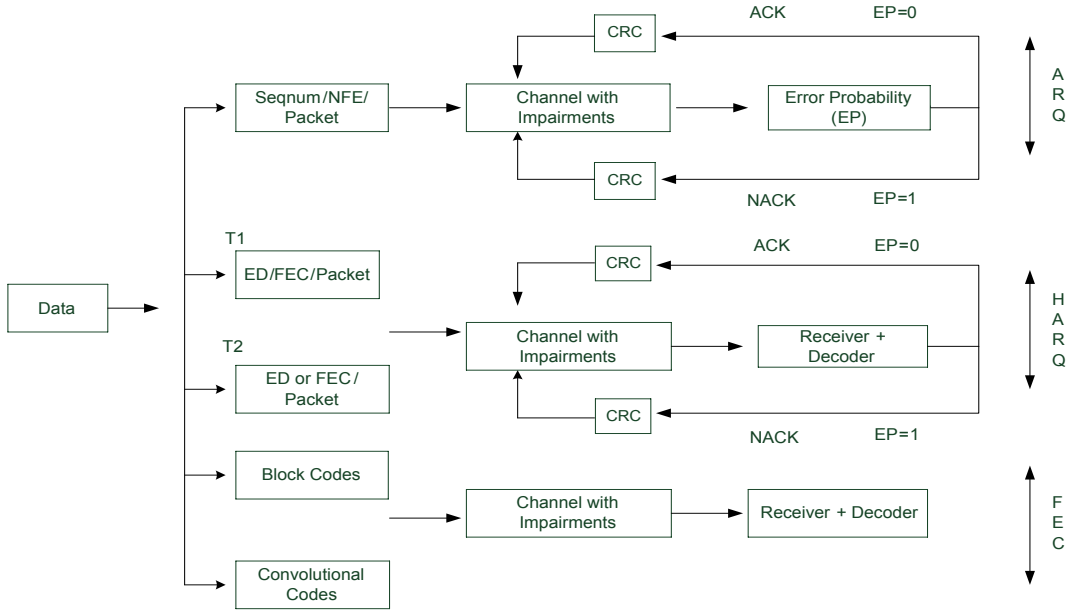 ACK EP=0
CRC
Seqnum/NFE/
Packet
Channel with
Impairments
Error Probability
(EP)
A
R
Q
CRC
NACK EP=1
T1
ED/FEC/Packet
ACK EP=0
CRC
Data
T2
ED or FEC/
Packet
Channel with
Impairments
Receiver +
Decoder
H
A
R
Q
CRC
NACK EP=1
Block Codes
Channel with
Impairments
Receiver + Decoder
F
E
C
Convolutional
Codes